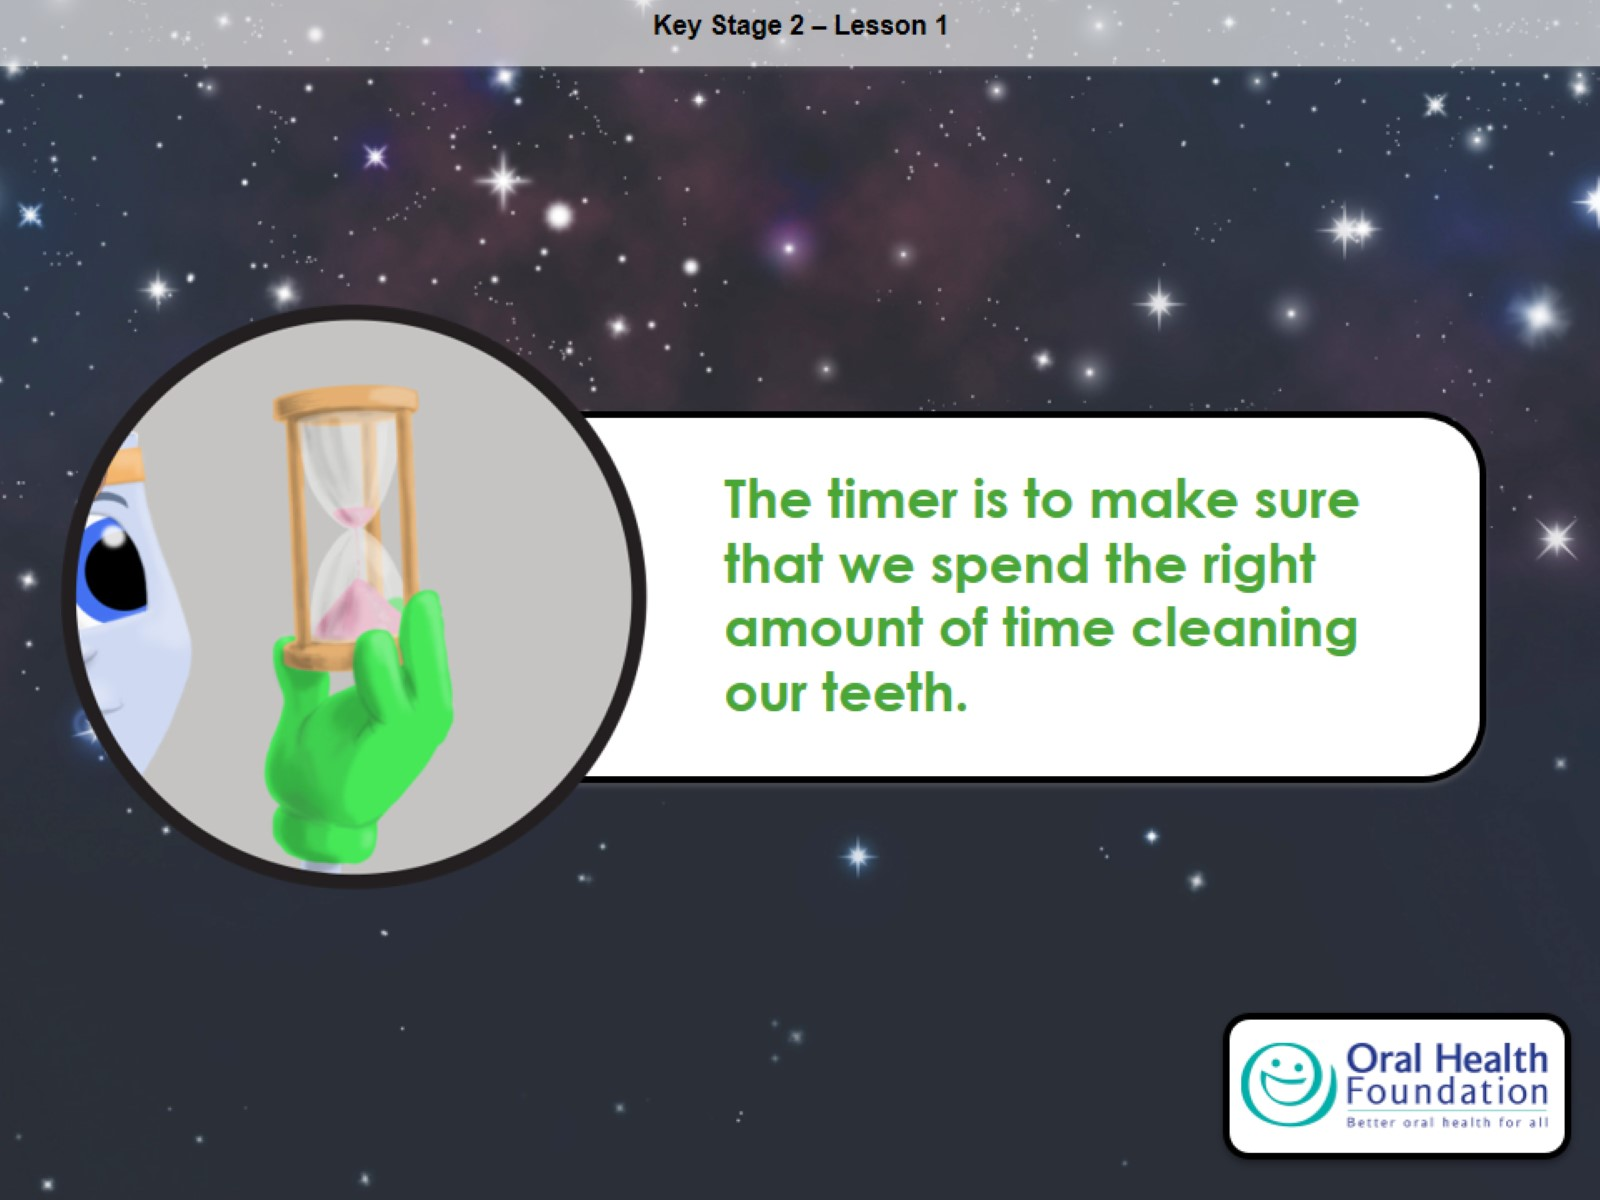 Key Stage 2 – Lesson 1
The timer is to make sure
that we spend the right
amount of time cleaning
our teeth.
Oral Health
Foundation
Better oral health for all